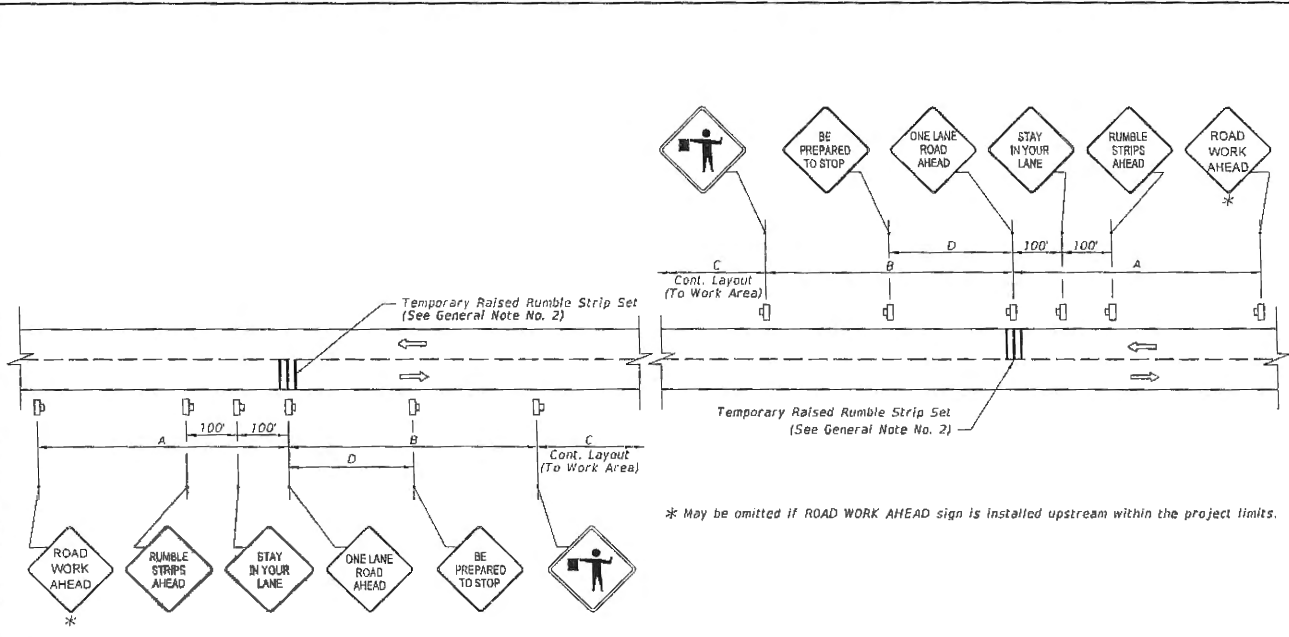 BE
PREPARED
TO STOP
ONE LANE
ROAD
AHEAD
STAY
IN YOUR
LANE
RUMBLE
STRIPS
AHEAD
ROAD
WORK
AHEAD
*
D
100'
100'
C
B
A
Cont. Layout
(To Work Area)
Temporary Raised Rumble Strip Set
(See General Note No. 2)
Temporary Raised Rumble Strip Set
(See General Note No. 2)
A
100'
100'
B
C
D
Cont. Layout
(To Work Area)
* May be omitted if ROAD WORK AHEAD sign is installed upstream within the project limits.
ROAD
WORK
AHEAD
*
RUMBLE
STRIPS
AHEAD
STAY
IN YOUR
LANE
ONE LANE
ROAD
AHEAD
BE
PREPARED
TO STOP